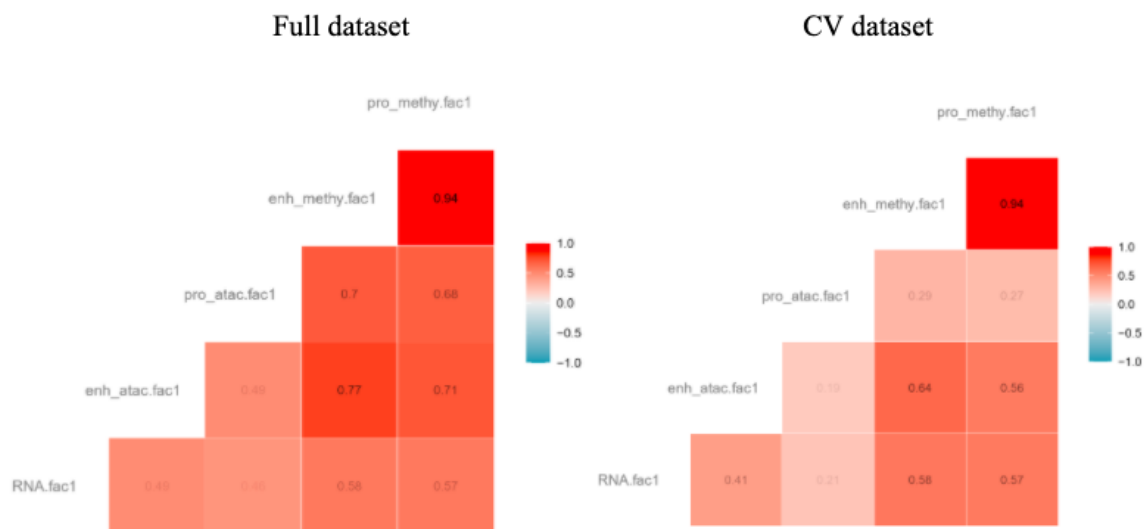 Full dataset
CV dataset
pro_methy.fac1
enh_methy.fac1
0.94
pro_atac.fac1
0.7
0.68
enh_atac.fac1
0.49
0.77
0.71
RNA.fac1
0.49
0.46
0.58
0.57
1.0
0.5
0.0
−0.5
−1.0
pro_methy.fac1
enh_methy.fac1
0.94
pro_atac.fac1
0.29
0.27
enh_atac.fac1
0.19
0.64
0.56
RNA.fac1
0.41
0.21
0.58
0.57
1.0
0.5
0.0
−0.5
−1.0